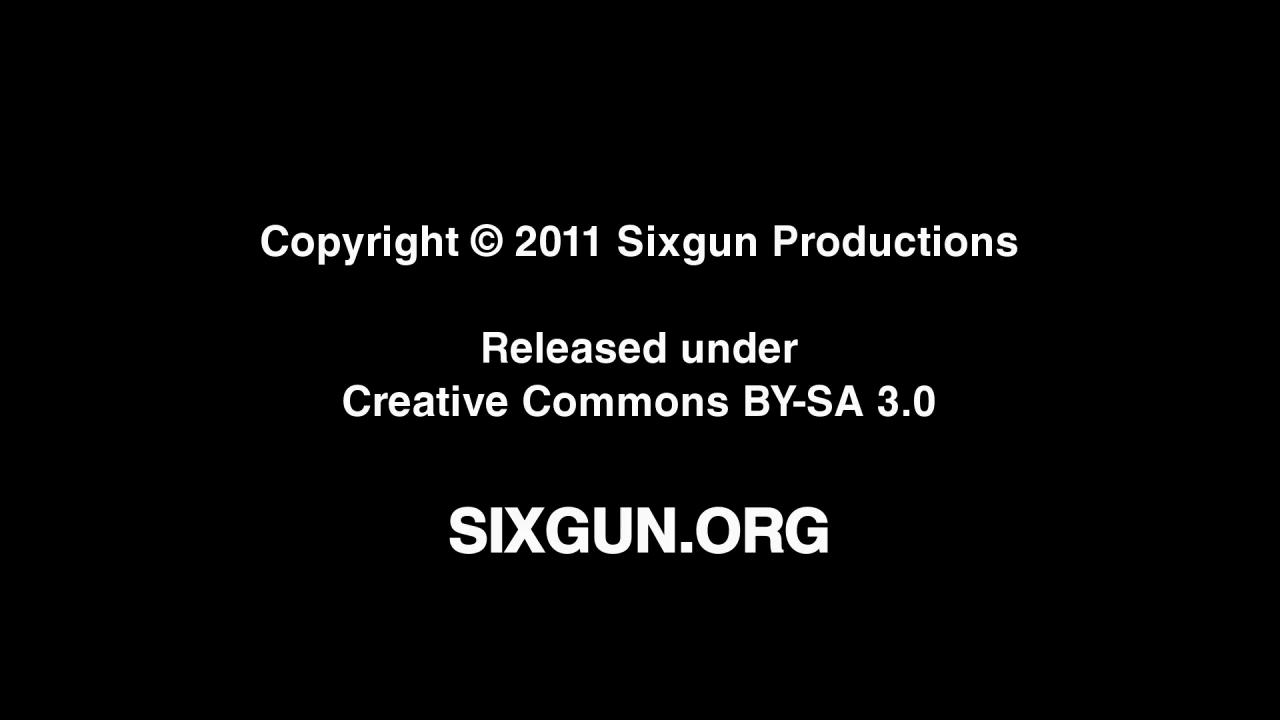 Copyright © 2011 Sixgun Productions
Released under
Creative Commons BY-SA 3.0
SIXGUN.ORG